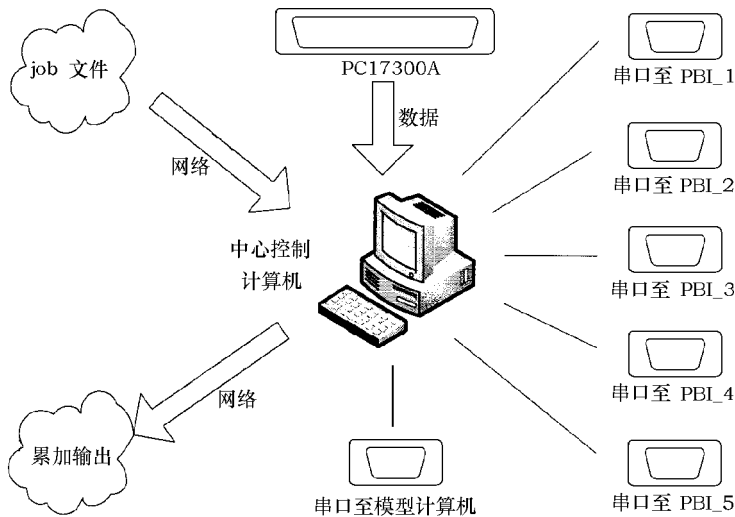 job 文件
PC17300A
数据
网络
中心控制
计算机
网络
累加输出
串口至模型计算机
串口至 PBI_1
串口至 PBI_2
串口至 PBI_3
串口至 PBI_4
串口至 PBI_5